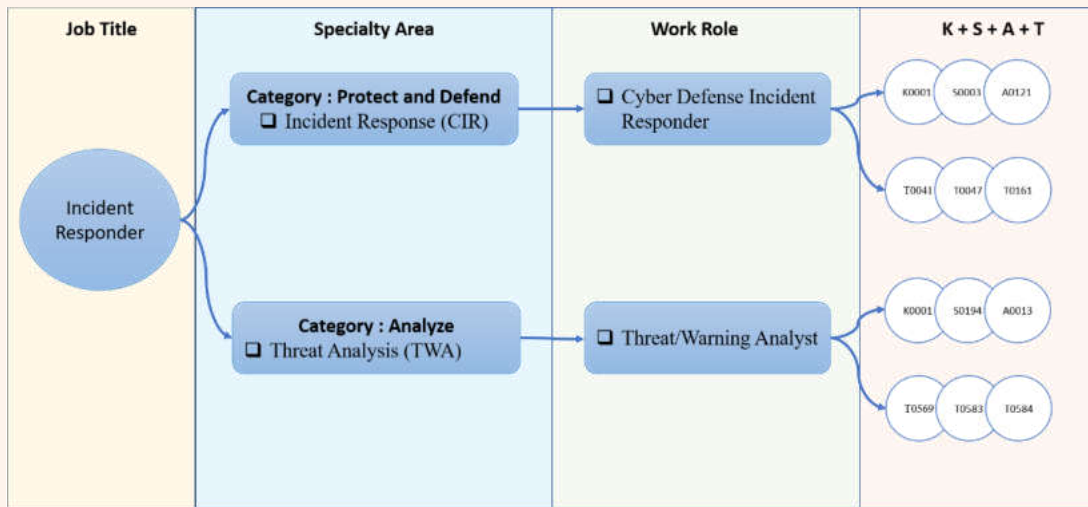 Job Title
Specialty Area
Work Role
K + S + A + T
Incident
Responder
Category : Protect and Defend
❑ Incident Response (CIR)
❑ Cyber Defense Incident
Responder
K0001 S0003 A0121
T0041 T0047 T0161
Category : Analyze
❑ Threat Analysis (TWA)
❑ Threat/Warning Analyst
K0001 S0194 A0013
T0569 T0583 T0584